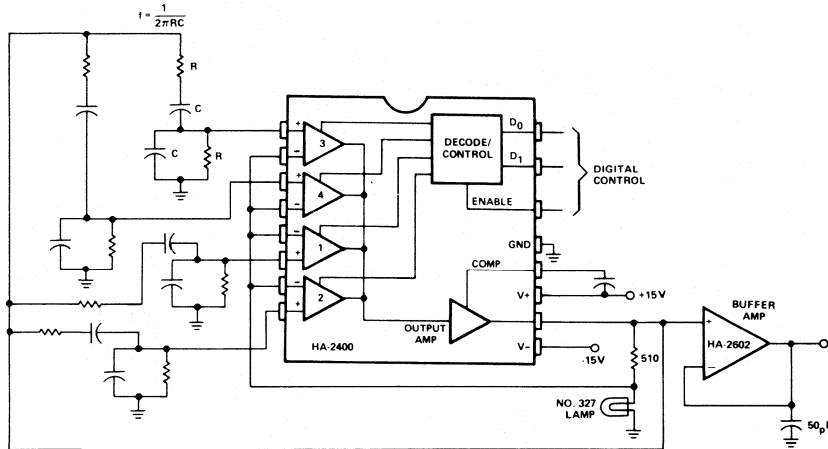 f = 1/2πRC
R
C
C
R
+
−
3
+
−
4
−
+
1
−
+
2
DECODE/
CONTROL
D0
D1
ENABLE
DIGITAL
CONTROL
GND
COMP
V+
+15V
OUTPUT
AMP
HA-2400
V−
-15V
510
NO. 327
LAMP
BUFFER
AMP
+
HA-2602
−